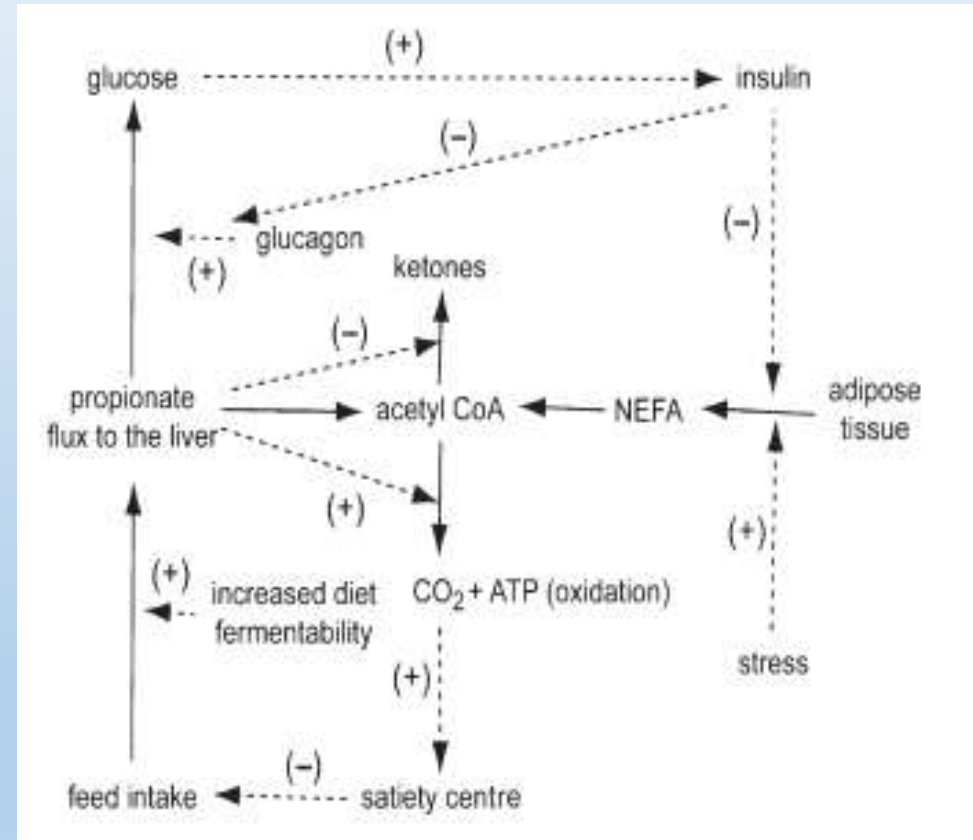 (+)
glucose
insulin
(–)
(–)
glucagon
(+)
ketones
(–)
propionate
flux to the liver
acetyl CoA
NEFA
adipose
tissue
(+)
(+)
(+)
increased diet
fermentability
CO₂ + ATP (oxidation)
stress
(+)
(–)
feed intake
satiety centre